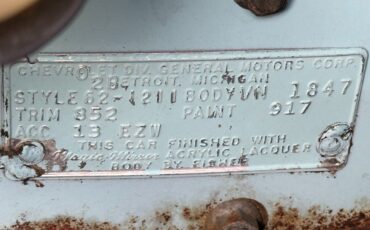 CHEVROLET DIV. GENERAL MOTORS CORP.
DETROIT, MICHIGAN
STYLE 62-1211 BODY 1847
TRIM 852 PAINT 917
ACC 13 EZW
THIS CAR FINISHED WITH
Magic-Mirror ACRYLIC LACQUER
BODY BY FISHER